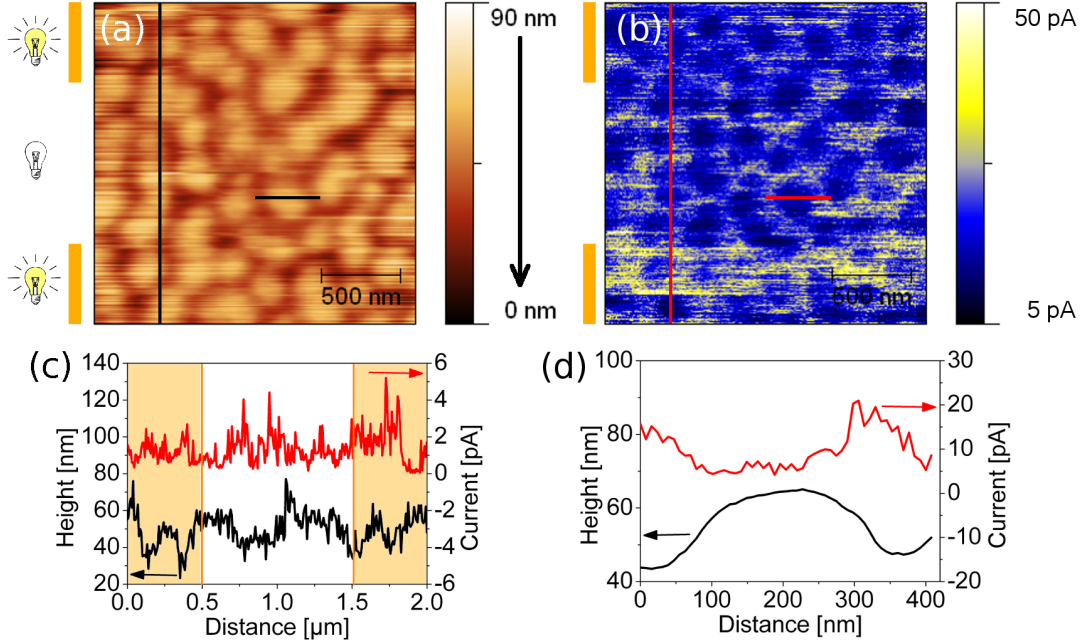 (a)
90 nm
0 nm
500 nm
(b)
50 pA
5 pA
500 nm
(c)
140
120
100
80
60
40
20
6
4
2
0
-2
-4
-6
Height [nm]
Current [pA]
0.0 0.5 1.0 1.5 2.0
Distance [µm]
(d)
100
80
60
40
30
20
10
0
-10
-20
Height [nm]
Current [pA]
0 100 200 300 400
Distance [nm]